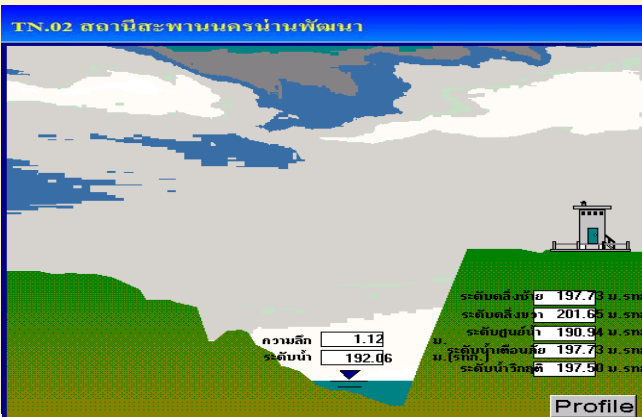 TN.02 สถานีสะพานนครน่านพัฒนา
ระดับตลิ่งซ้าย 197.73 ม.รทก
ระดับตลิ่งขวา 201.65 ม.รทก
ระดับศูนย์น้ำ 190.94 ม.รทก
ความลึก 1.12 ม.
ระดับน้ำเตือนภัย 197.73 ม.รทก
ระดับน้ำ 192.06 ม.(รทก.)
ระดับน้ำวิกฤติ 197.50 ม.รทก
Profile